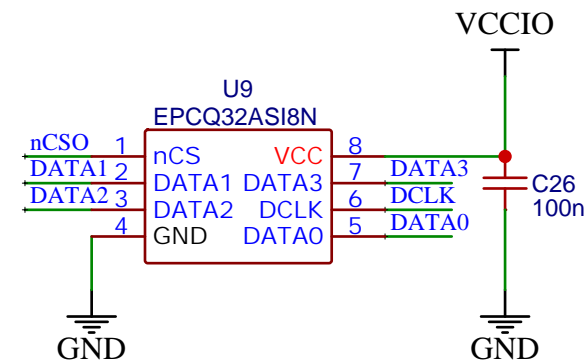 VCCIO
U9
EPCQ32ASI8N
nCSO 1 nCS VCC 8
DATA1 2 DATA1 DATA3 7 DATA3
DATA2 3 DATA2 DCLK 6 DCLK
4 GND DATA0 5 DATA0
C26
100n
GND GND